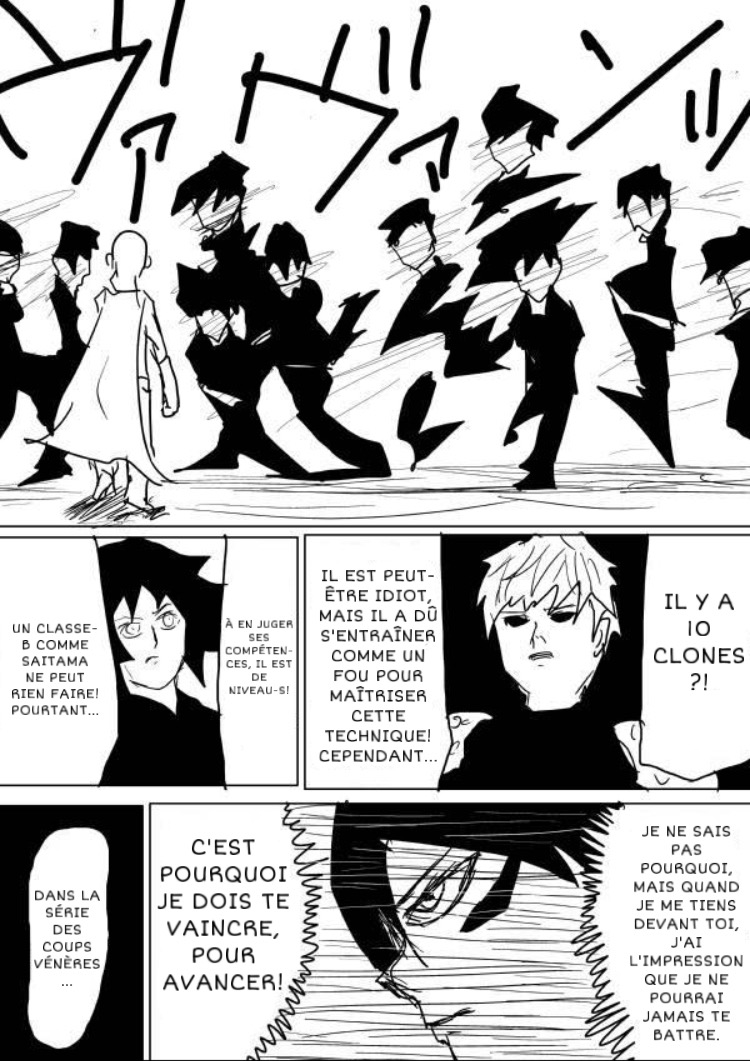 ヴァヴァンッ
IL Y A
10
CLONES
?!
IL EST PEUT-
ÊTRE IDIOT,
MAIS IL A DÛ
S'ENTRAÎNER
COMME UN
FOU POUR
MAÎTRISER
CETTE
TECHNIQUE!
CEPENDANT...
À EN JUGER
SES
COMPÉTEN-
CES, IL EST
DE
NIVEAU-S!
UN CLASSE-
B COMME
SAITAMA
NE PEUT
RIEN FAIRE!
POURTANT...
JE NE SAIS
PAS
POURQUOI,
MAIS QUAND
JE ME TIENS
DEVANT TOI,
J'AI
L'IMPRESSION
QUE JE NE
POURRAI
JAMAIS TE
BATTRE.
C'EST
POURQUOI
JE DOIS TE
VAINCRE,
POUR
AVANCER!
DANS LA
SÉRIE
DES
COUPS
VÉNÈRES
...